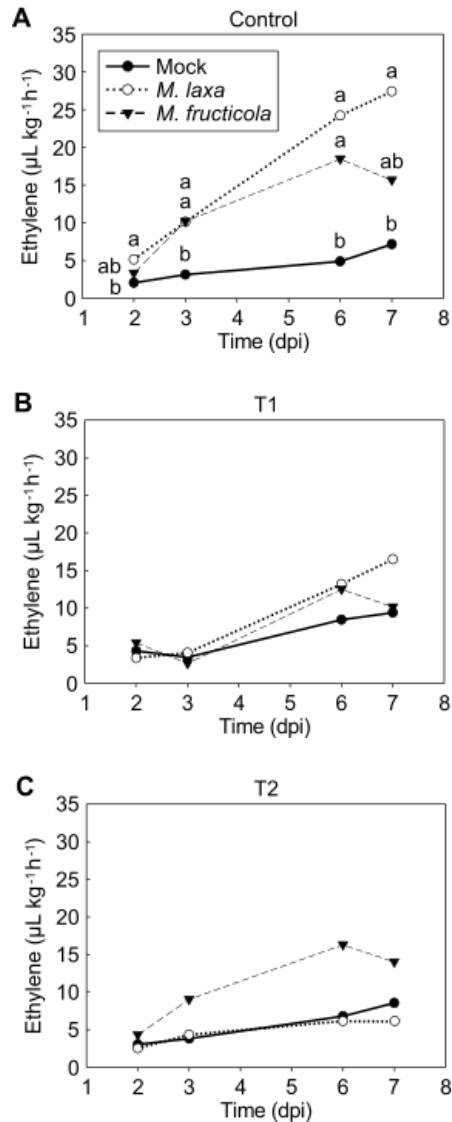 A
Control
Mock
M. laxa
M. fructicola
Ethylene (µL kg⁻¹h⁻¹)
35
30
25
20
15
10
5
0
a
ab
b
a
a
b
a
a
b
a
ab
b
1 2 3 4 5 6 7 8
Time (dpi)
B
T1
Ethylene (µL kg⁻¹h⁻¹)
35
30
25
20
15
10
5
0
1 2 3 4 5 6 7 8
Time (dpi)
C
T2
Ethylene (µL kg⁻¹h⁻¹)
35
30
25
20
15
10
5
0
1 2 3 4 5 6 7 8
Time (dpi)